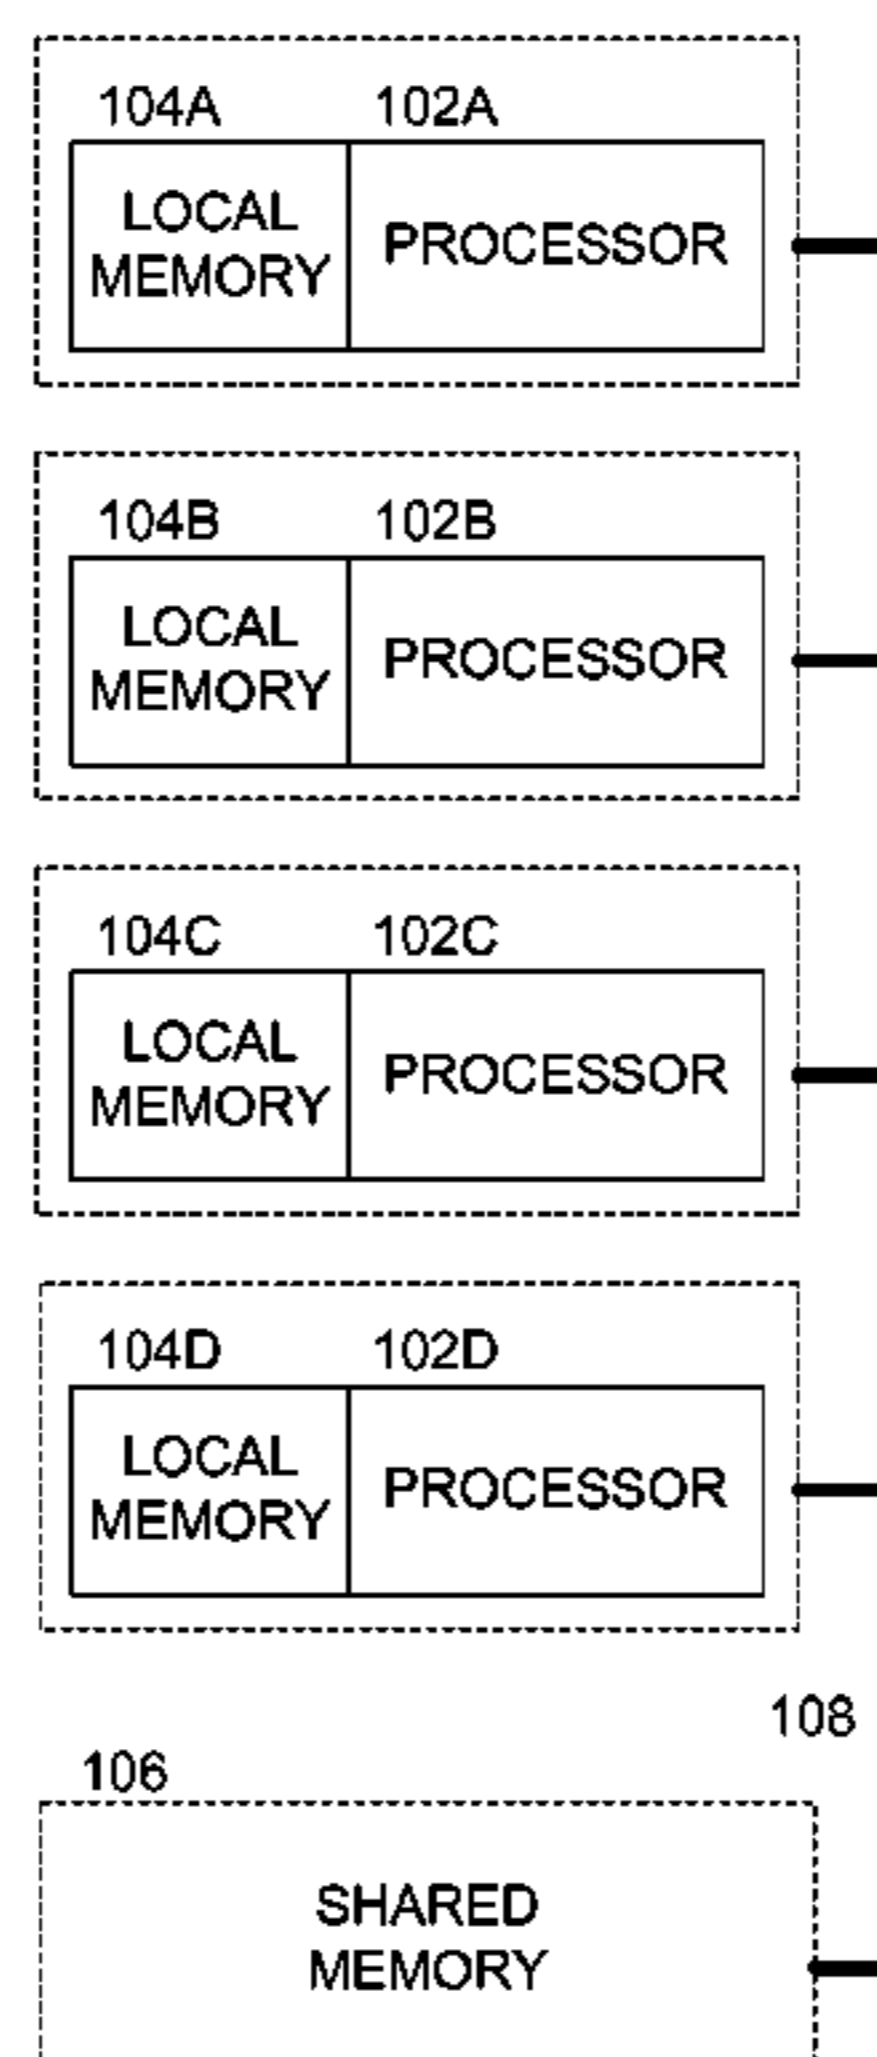 104A 102A
LOCAL
MEMORY
PROCESSOR
104B 102B
LOCAL
MEMORY
PROCESSOR
104C 102C
LOCAL
MEMORY
PROCESSOR
104D 102D
LOCAL
MEMORY
PROCESSOR
108
106
SHARED
MEMORY